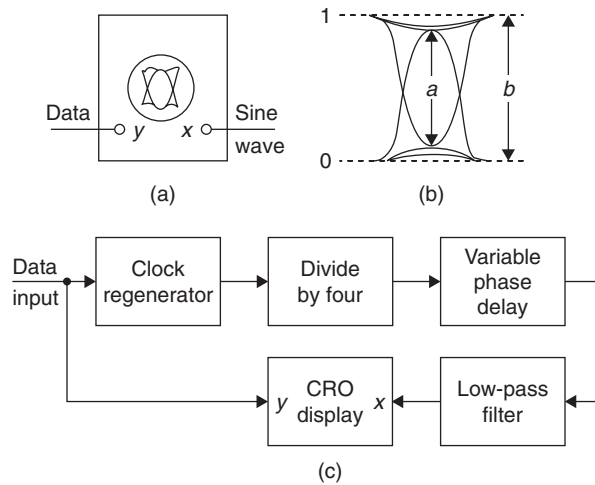 Data
y
x
Sine
wave
(a)
1
0
a
b
(b)
Data
input
Clock
regenerator
Divide
by four
Variable
phase
delay
y
CRO
display
x
Low-pass
filter
(c)